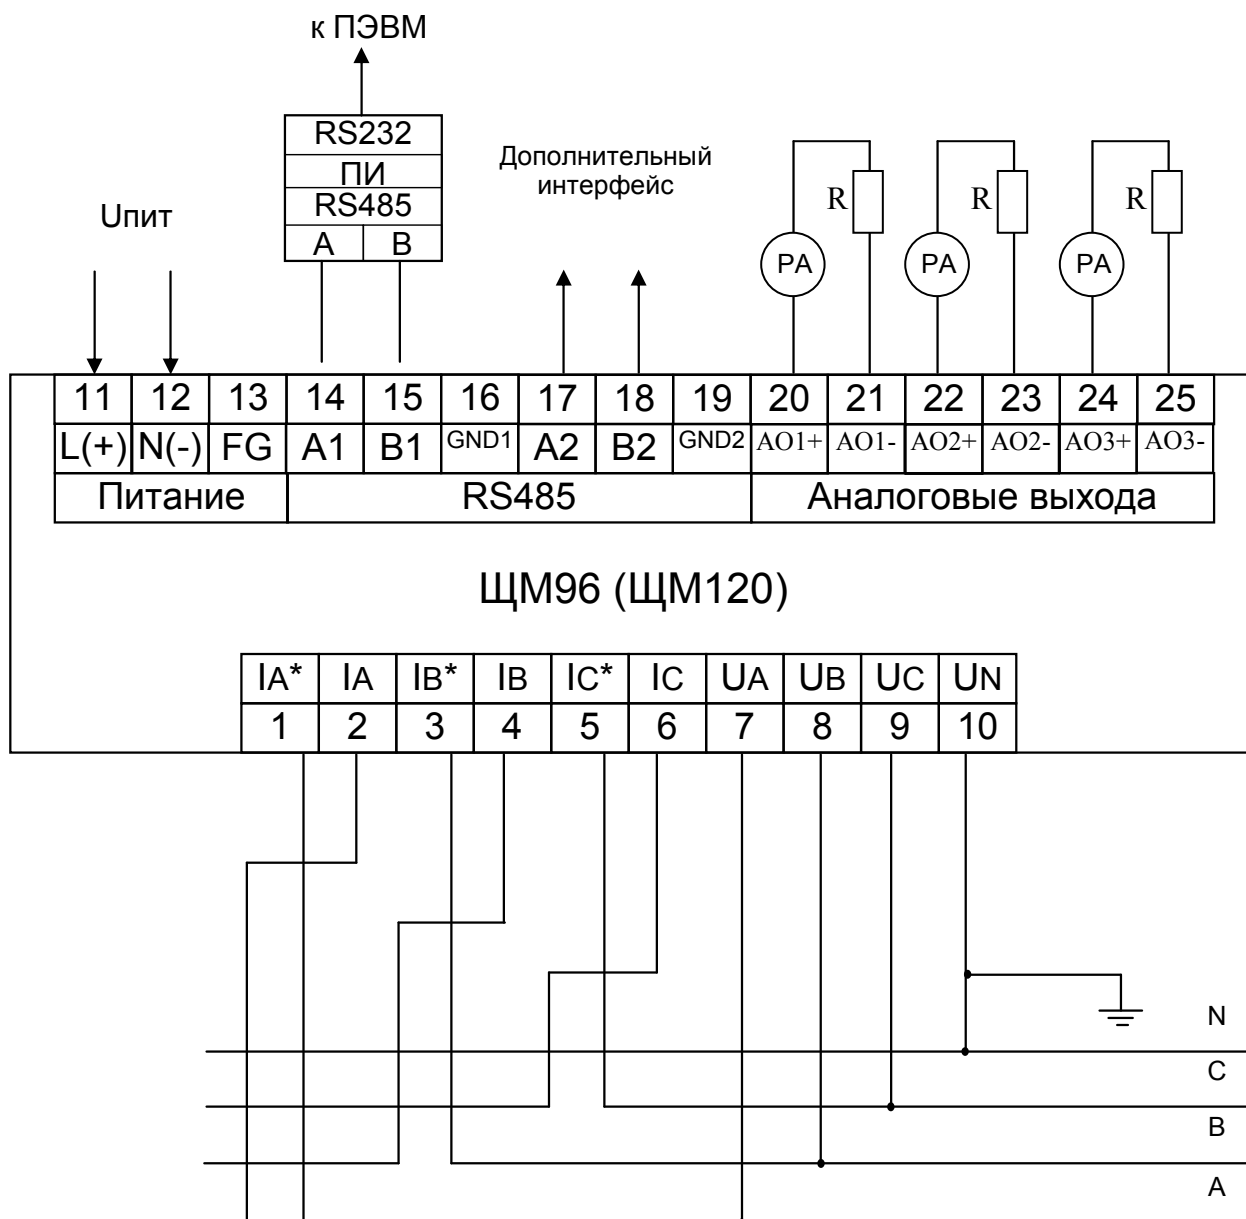 к ПЭВМ
RS232
ПИ
RS485
A B
Uпит
Дополнительный
интерфейс
R R R
PA PA PA
11 12 13 14 15 16 17 18 19 20 21 22 23 24 25
L(+) N(-) FG A1 B1 GND1 A2 B2 GND2 AO1+ AO1- AO2+ AO2- AO3+ AO3-
Питание RS485 Аналоговые выхода
ЩМ96 (ЩМ120)
IA* IA IB* IB IC* IC UA UB UC UN
1 2 3 4 5 6 7 8 9 10
N
C
B
A